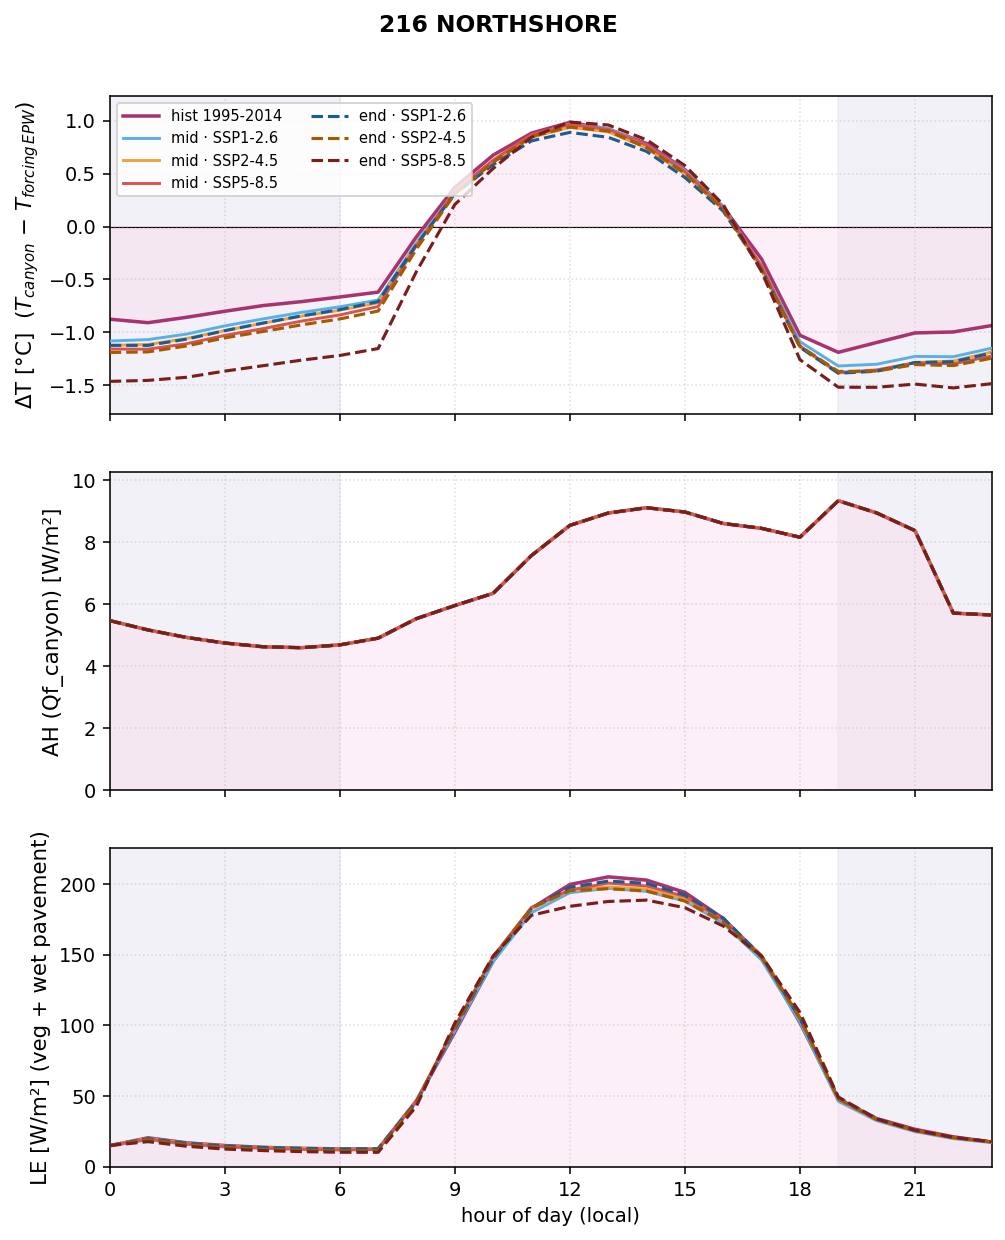 216 NORTHSHORE
ΔT [°C] (T_canyon − T_forcing EPW)
1.0
0.5
0.0
−0.5
−1.0
−1.5
hist 1995-2014
mid · SSP1-2.6
mid · SSP2-4.5
mid · SSP5-8.5
end · SSP1-2.6
end · SSP2-4.5
end · SSP5-8.5
AH (Qf_canyon) [W/m²]
10
8
6
4
2
0
LE [W/m²] (veg + wet pavement)
200
150
100
50
0
0 3 6 9 12 15 18 21
hour of day (local)